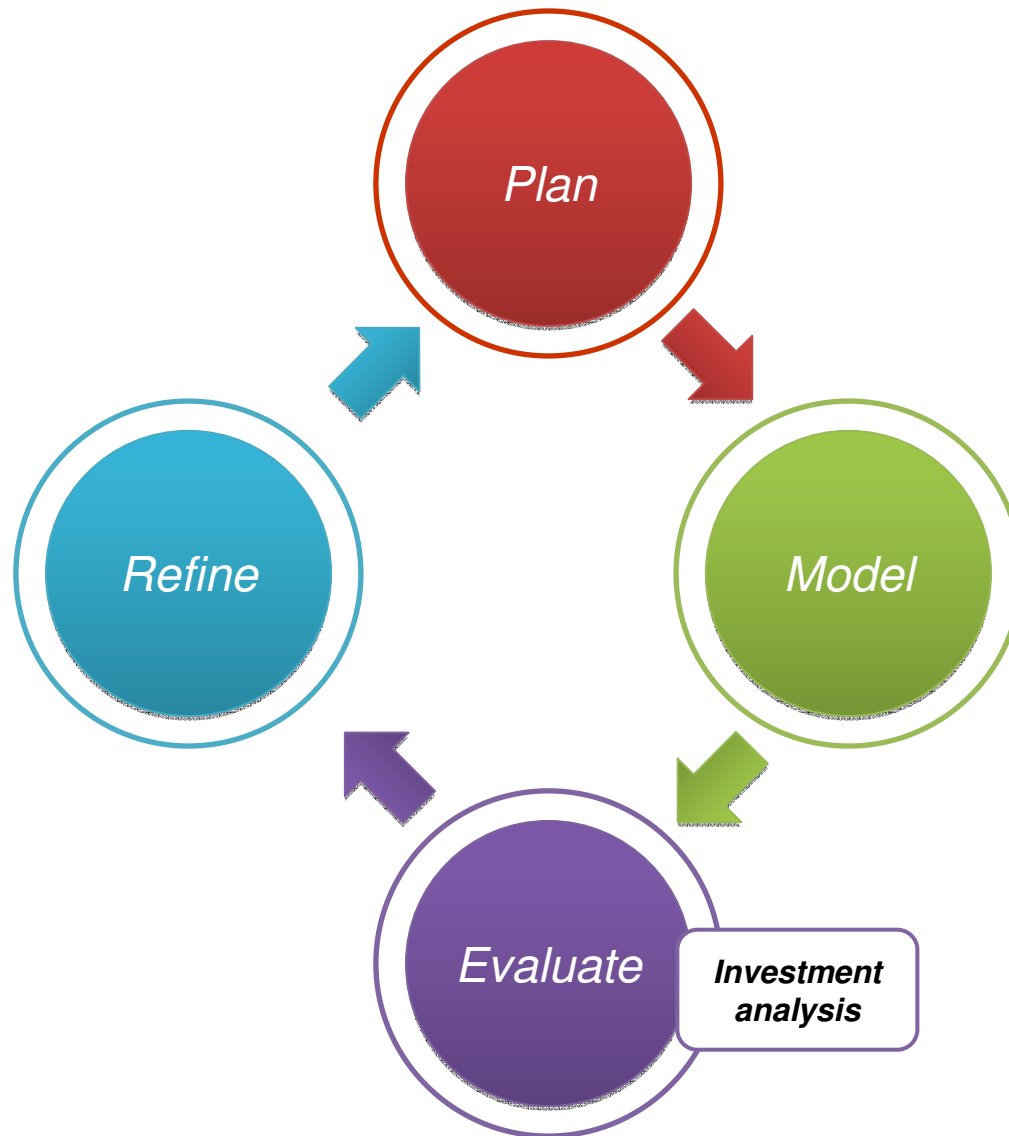 Plan
Refine
Model
Evaluate
Investment
analysis